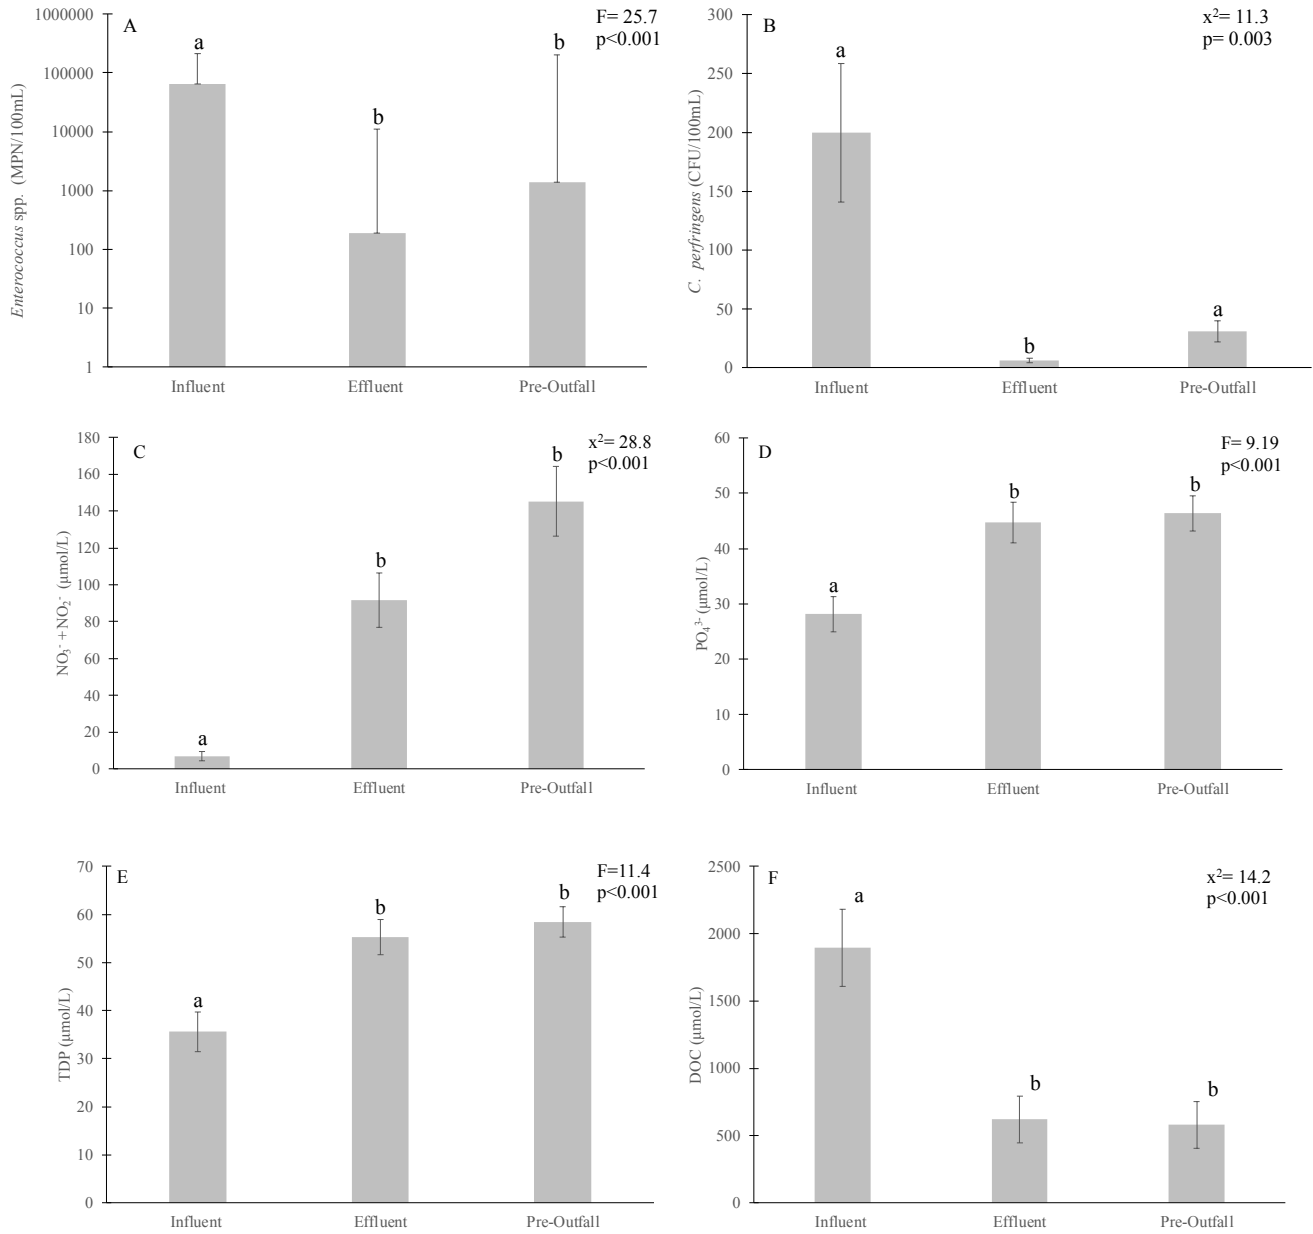 A
F= 25.7
p<0.001
Enterococcus spp. (MPN/100mL)
1000000
100000
10000
1000
100
10
1
a
b
b
Influent
Effluent
Pre-Outfall
B
x²= 11.3
p= 0.003
C. perfringens (CFU/100mL)
300
250
200
150
100
50
0
a
b
a
Influent
Effluent
Pre-Outfall
C
x²= 28.8
p<0.001
NO₃⁻ + NO₂⁻ (μmol/L)
180
160
140
120
100
80
60
40
20
0
a
b
b
Influent
Effluent
Pre-Outfall
D
F= 9.19
p<0.001
PO₄³⁻ (μmol/L)
60
50
40
30
20
10
0
a
b
b
Influent
Effluent
Pre-Outfall
E
F=11.4
p<0.001
TDP (μmol/L)
70
60
50
40
30
20
10
0
a
b
b
Influent
Effluent
Pre-Outfall
F
x²= 14.2
p<0.001
DOC (μmol/L)
2500
2000
1500
1000
500
0
a
b
b
Influent
Effluent
Pre-Outfall